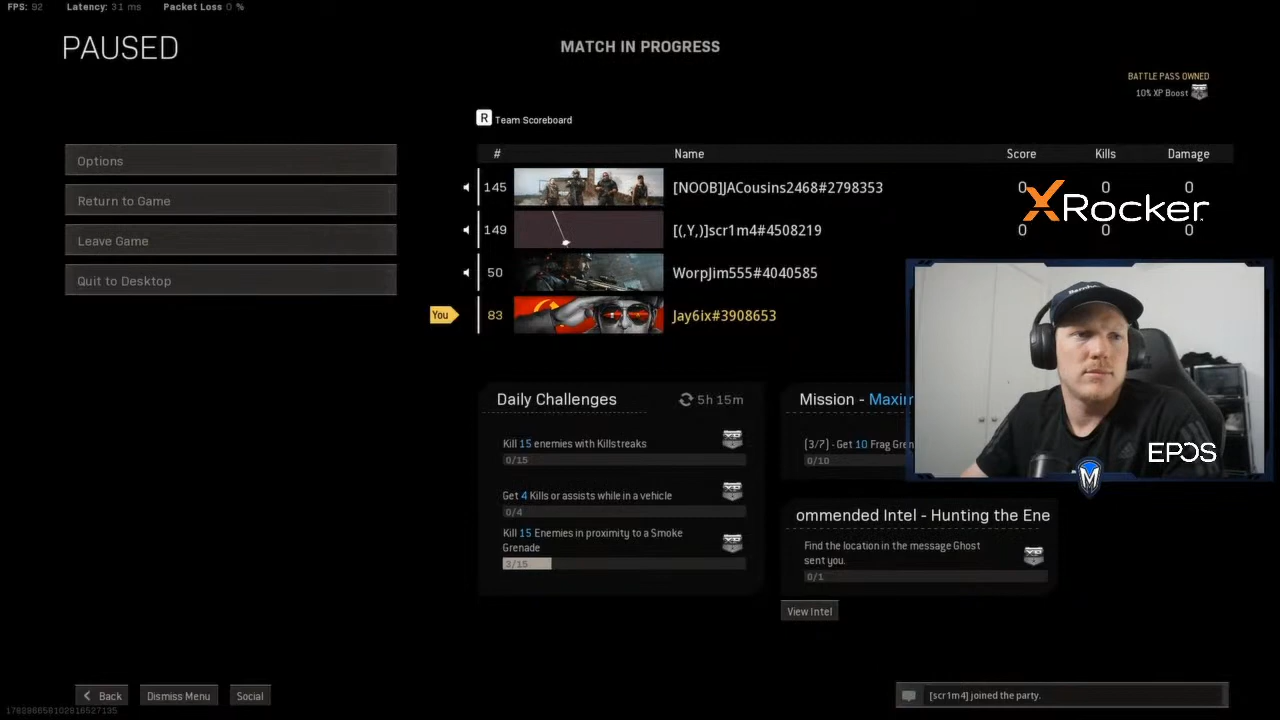 FPS: 92 Latency: 31 ms Packet Loss 0 %
PAUSED
MATCH IN PROGRESS
BATTLE PASS OWNED
10% XP Boost
R Team Scoreboard
Options
Return to Game
Leave Game
Quit to Desktop
# Name Score Kills Damage
145 [NOOB]JACousins2468#2798353 0 0 0
149 [(,Y,)]scr1m4#4508219 0 0 0
50 WorpJim555#4040585
You 83 Jay6ix#3908653
XRocker
Daily Challenges 5h 15m
Kill 15 enemies with Killstreaks
0/15
Get 4 Kills or assists while in a vehicle
0/4
Kill 15 Enemies in proximity to a Smoke
Grenade
3/15
Mission - Maxim
(3/7) - Get 10 Frag Gren
0/10
EPOS
ommended Intel - Hunting the Ene
Find the location in the message Ghost
sent you.
0/1
View Intel
Back
Dismiss Menu
Social
[scr1m4] joined the party.